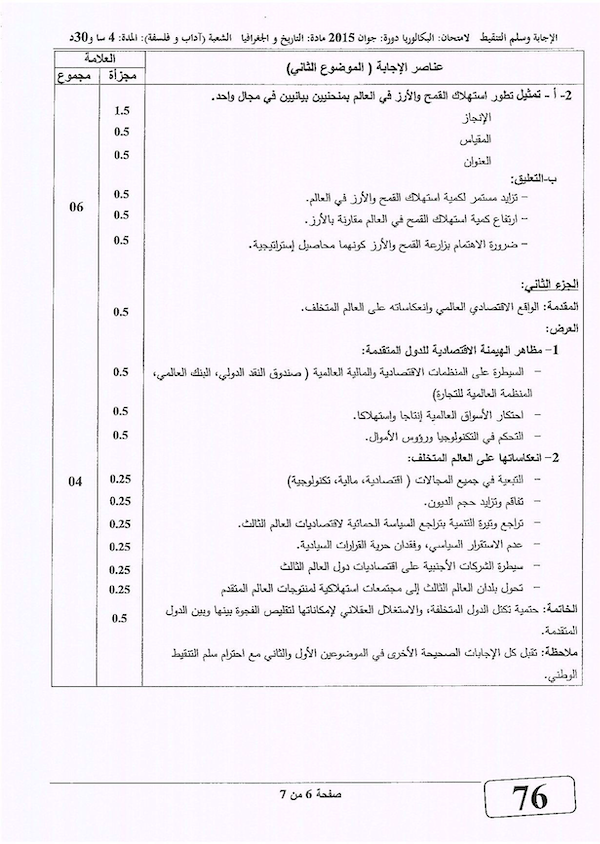 الإجابة وسلم التنقيط لامتحان: البكالوريا دورة: جوان 2015 مادة: التاريخ و الجغرافيا الشعبة (آداب و فلسفة): المدة: 4 سا و30د
العلامة
عناصر الإجابة ( الموضوع الثاني)
مجزأة مجموع
2- أ - تمثيل تطور استهلاك القمح والأرز في العالم بمنحنيين بيانيين في مجال واحد.
الإنجاز 1.5
المقياس 0.5
العنوان 0.5
ب-التعليق:
- تزايد مستمر لكمية استهلاك القمح والأرز في العالم. 0.5
06
- ارتفاع كمية استهلاك القمح في العالم مقارنة بالأرز. 0.5
- ضرورة الاهتمام بزارعة القمح والأرز كونهما محاصيل إستراتيجية. 0.5
الجزء الثاني:
المقدمة: الواقع الاقتصادي العالمي وانعكاساته على العالم المتخلف. 0.5
العرض:
1- مظاهر الهيمنة الاقتصادية للدول المتقدمة:
- السيطرة على المنظمات الاقتصادية والمالية العالمية ( صندوق النقد الدولي، البنك العالمي، 0.5
المنظمة العالمية للتجارة)
- احتكار الأسواق العالمية إنتاجا واستهلاكا. 0.5
- التحكم في التكنولوجيا ورؤوس الأموال. 0.5
2- انعكاساتها على العالم المتخلف:
- التبعية في جميع المجالات ( اقتصادية، مالية، تكنولوجية) 0.25 04
- تفاقم وتزايد حجم الديون. 0.25
- تراجع وتيرة التنمية بتراجع السياسة الحمائية لاقتصاديات العالم الثالث. 0.25
- عدم الاستقرار السياسي، وفقدان حرية القرارات السيادية. 0.25
- سيطرة الشركات الأجنبية على اقتصاديات دول العالم الثالث 0.25
- تحول بلدان العالم الثالث إلى مجتمعات استهلاكية لمنتوجات العالم المتقدم 0.25
الخاتمة: حتمية تكتل الدول المتخلفة، والاستغلال العقلاني لإمكاناتها لتقليص الفجوة بينها وبين الدول 0.5
المتقدمة.
ملاحظة: تقبل كل الإجابات الصحيحة الأخرى في الموضوعين الأول والثاني مع احترام سلم التنقيط
الوطني.
صفحة 6 من 7
76